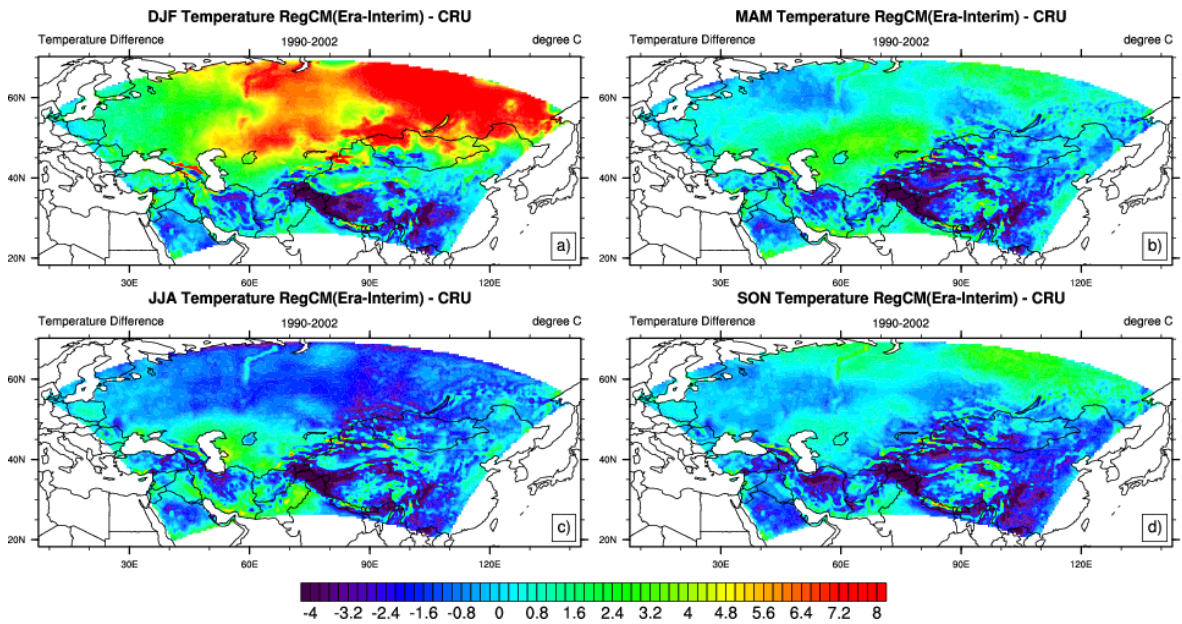 DJF Temperature RegCM(Era-Interim) - CRU
Temperature Difference 1990-2002 degree C
60N
40N
20N
30E 60E 90E 120E
a)
MAM Temperature RegCM(Era-Interim) - CRU
Temperature Difference 1990-2002 degree C
60N
40N
20N
30E 60E 90E 120E
b)
JJA Temperature RegCM(Era-Interim) - CRU
Temperature Difference 1990-2002 degree C
60N
40N
20N
30E 60E 90E 120E
c)
SON Temperature RegCM(Era-Interim) - CRU
Temperature Difference 1990-2002 degree C
60N
40N
20N
30E 60E 90E 120E
d)
-4 -3.2 -2.4 -1.6 -0.8 0 0.8 1.6 2.4 3.2 4 4.8 5.6 6.4 7.2 8